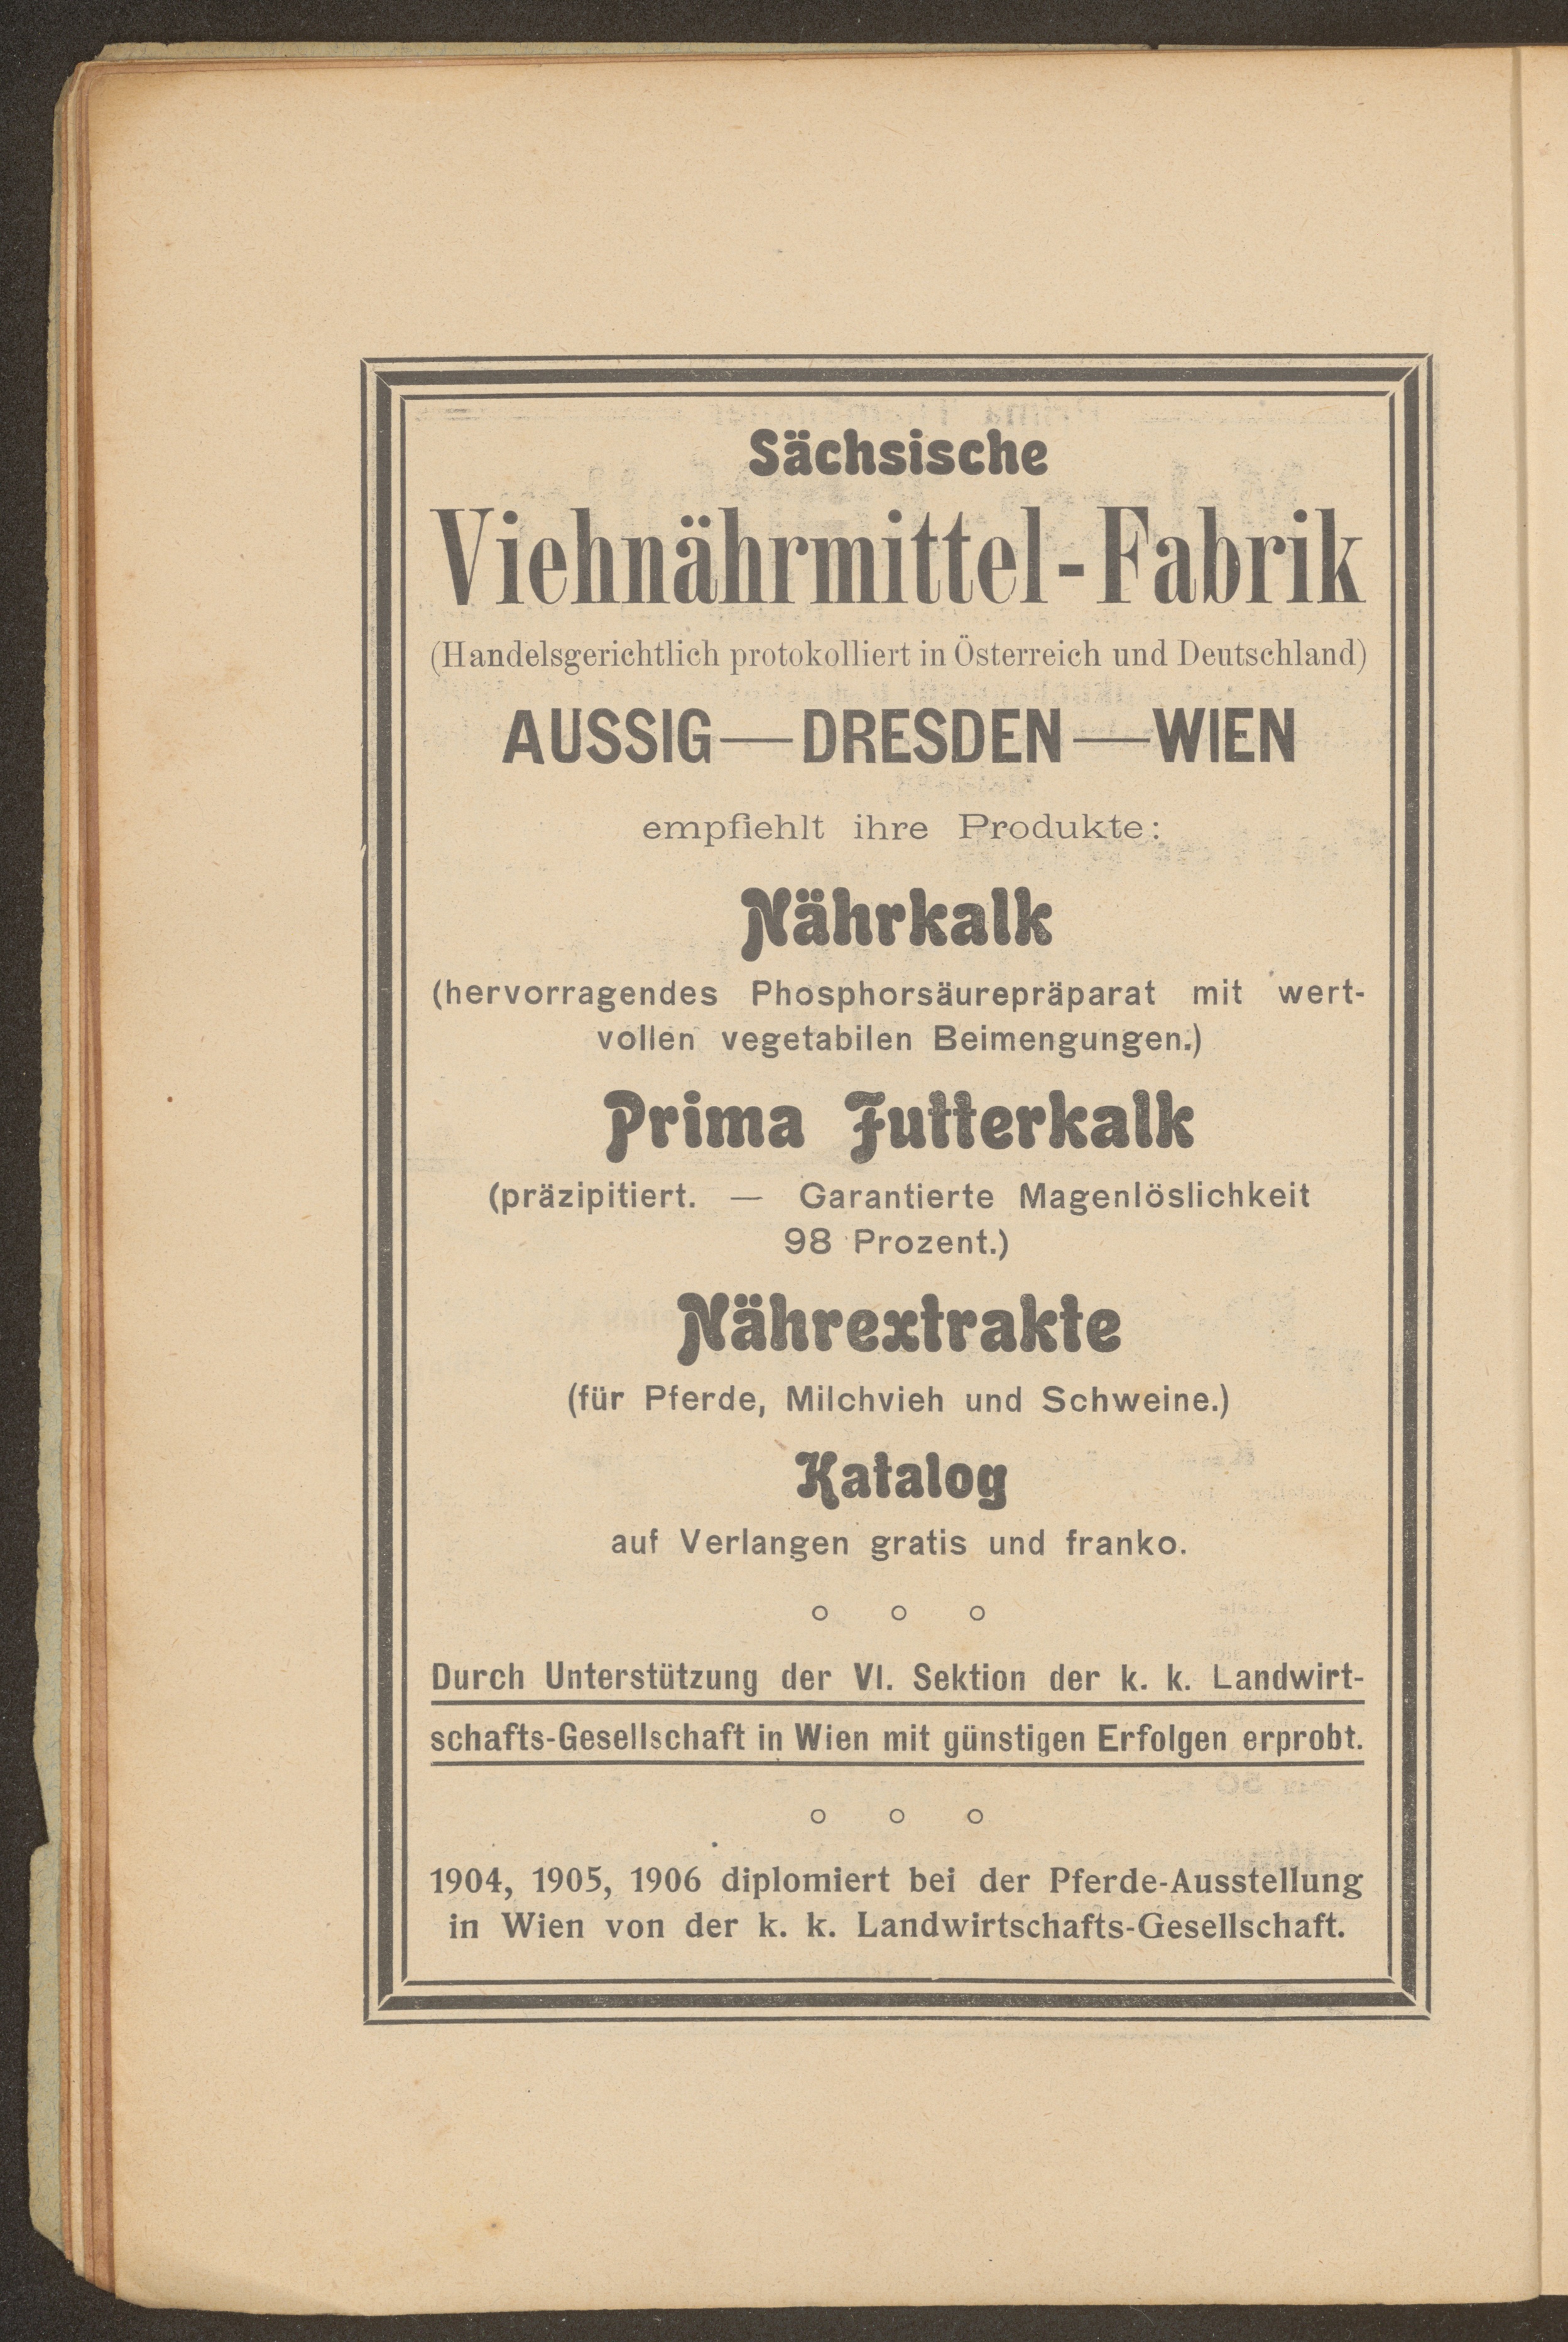 Sächsische
Viehnährmittel-Fabrik
(Handelsgerichtlich protokolliert in Österreich und Deutschland)
AUSSIG—DRESDEN—WIEN
empfiehlt ihre Produkte:
Nährkalk
(hervorragendes Phosphorsäurepräparat mit wert-
vollen vegetabilen Beimengungen.)
Prima Futterkalk
(präzipitiert. — Garantierte Magenlöslichkeit
98 Prozent.)
Nährextrakte
(für Pferde, Milchvieh und Schweine.)
Katalog
auf Verlangen gratis und franko.
Durch Unterstützung der VI. Sektion der k. k. Landwirt-
schafts-Gesellschaft in Wien mit günstigen Erfolgen erprobt.
1904, 1905, 1906 diplomiert bei der Pferde-Ausstellung
in Wien von der k. k. Landwirtschafts-Gesellschaft.